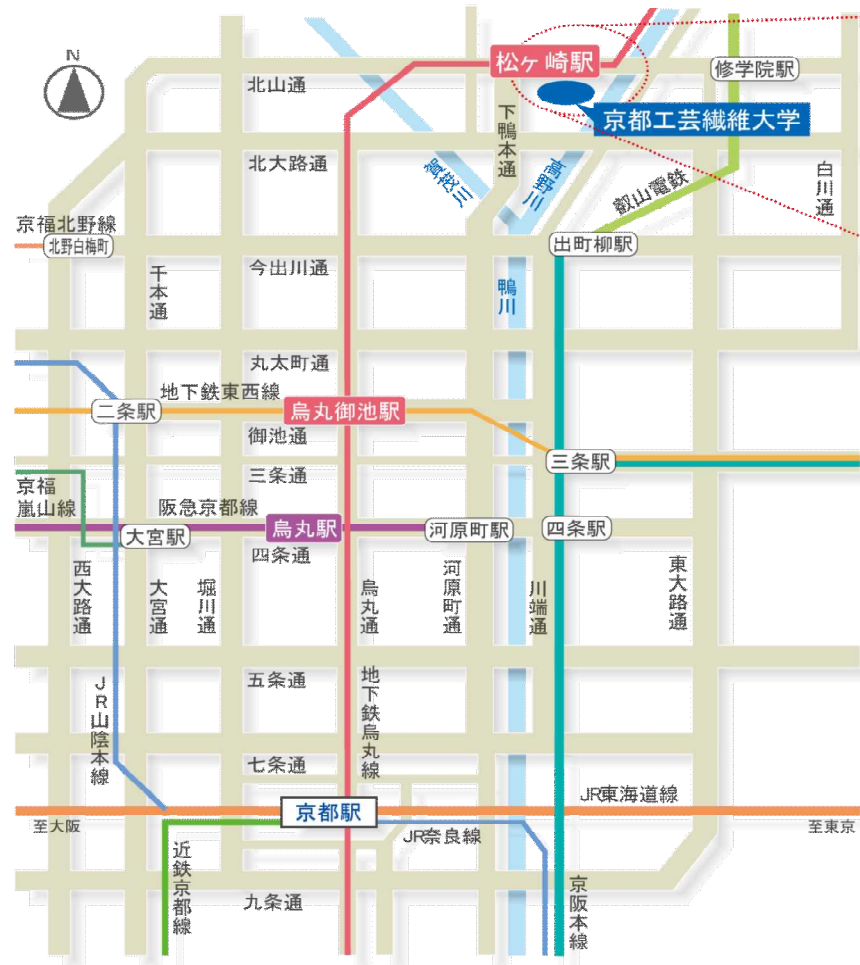 N
松ヶ崎駅
修学院駅
北山通
京都工芸繊維大学
下鴨本通
北大路通
賀茂川
高野川
叡山電鉄
白川通
京福北野線
北野白梅町
出町柳駅
千本通
今出川通
鴨川
丸太町通
地下鉄東西線
二条駅
烏丸御池駅
御池通
三条駅
三条通
京福
嵐山線
阪急京都線
大宮駅
烏丸駅
河原町駅
四条駅
四条通
西大路通
大宮通
堀川通
烏丸通
河原町通
川端通
東大路通
五条通
地下鉄烏丸線
JR山陰本線
七条通
京都駅
JR東海道線
至大阪
至東京
JR奈良線
近鉄京都線
京阪本線
九条通